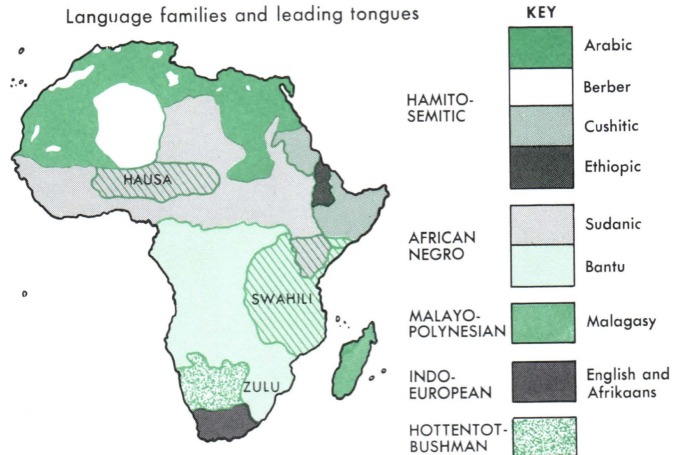 Language families and leading tongues
HAUSA
SWAHILI
ZULU
KEY
HAMITO-
SEMITIC
Arabic
Berber
Cushitic
Ethiopic
AFRICAN
NEGRO
Sudanic
Bantu
MALAYO-
POLYNESIAN
Malagasy
INDO-
EUROPEAN
English and
Afrikaans
HOTTENTOT-
BUSHMAN